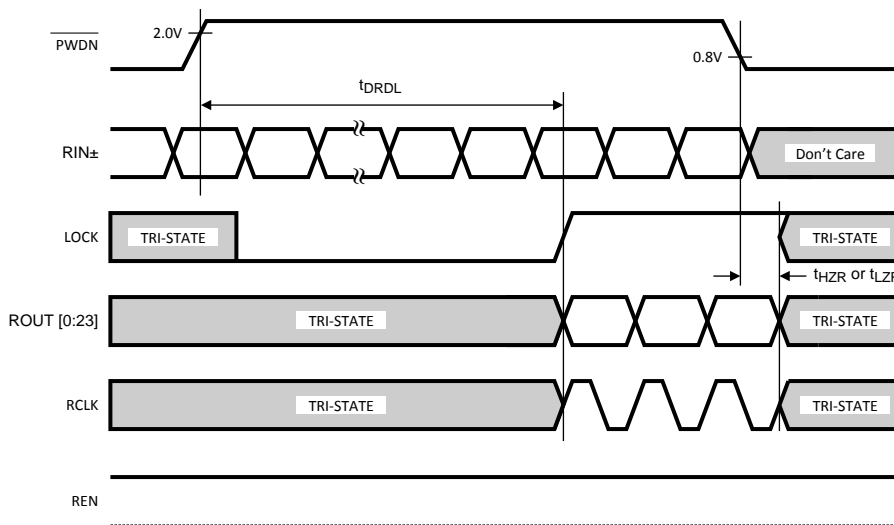 PWDN
2.0V
0.8V
tDRDL
RIN±
Don't Care
LOCK
TRI-STATE
TRI-STATE
tHZR or tLZR
ROUT [0:23]
TRI-STATE
TRI-STATE
RCLK
TRI-STATE
TRI-STATE
REN